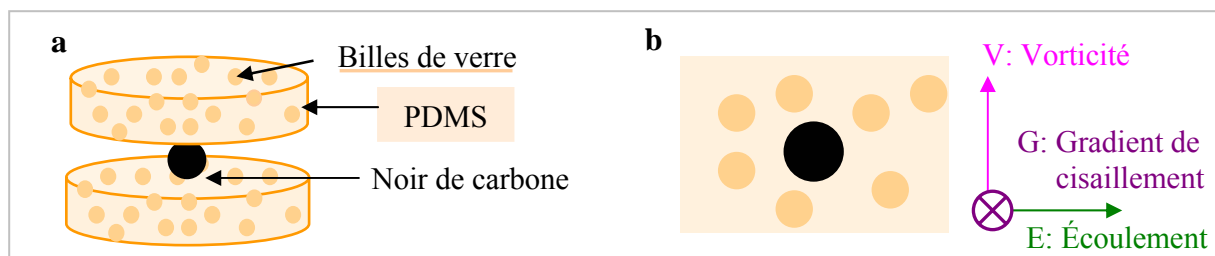 a
Billes de verre
PDMS
Noir de carbone
b
V: Vorticité
G: Gradient de
cisaillement
E: Écoulement